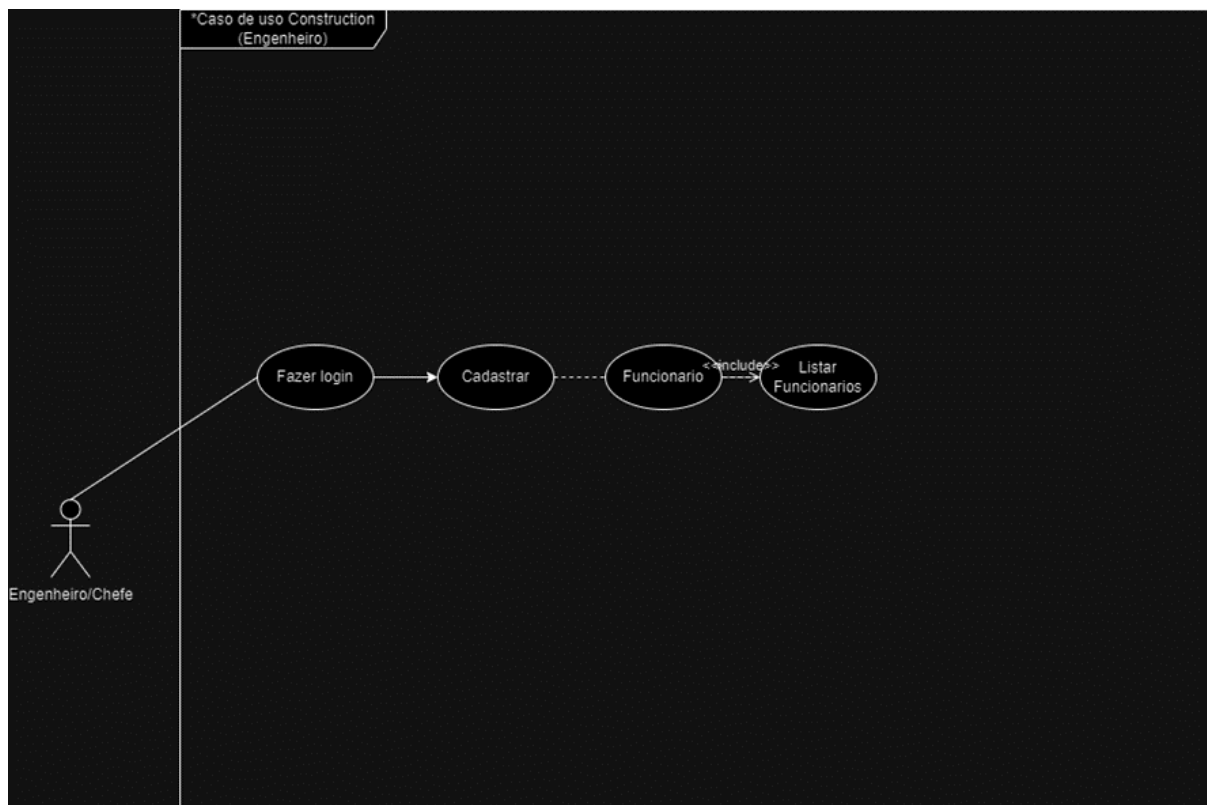 *Caso de uso Construction
(Engenheiro)
Fazer login
Cadastrar
Funcionario
<<include>>
Listar
Funcionarios
Engenheiro/Chefe